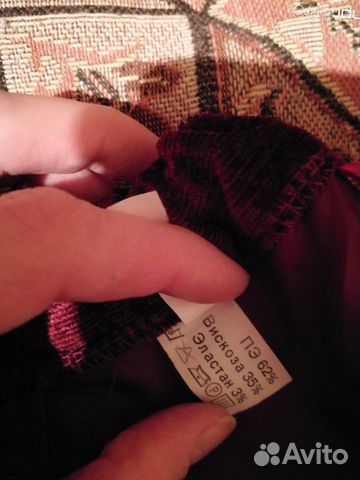 ПЭ 62%
Вискоза 35%
Эластан 3%
P
Avito